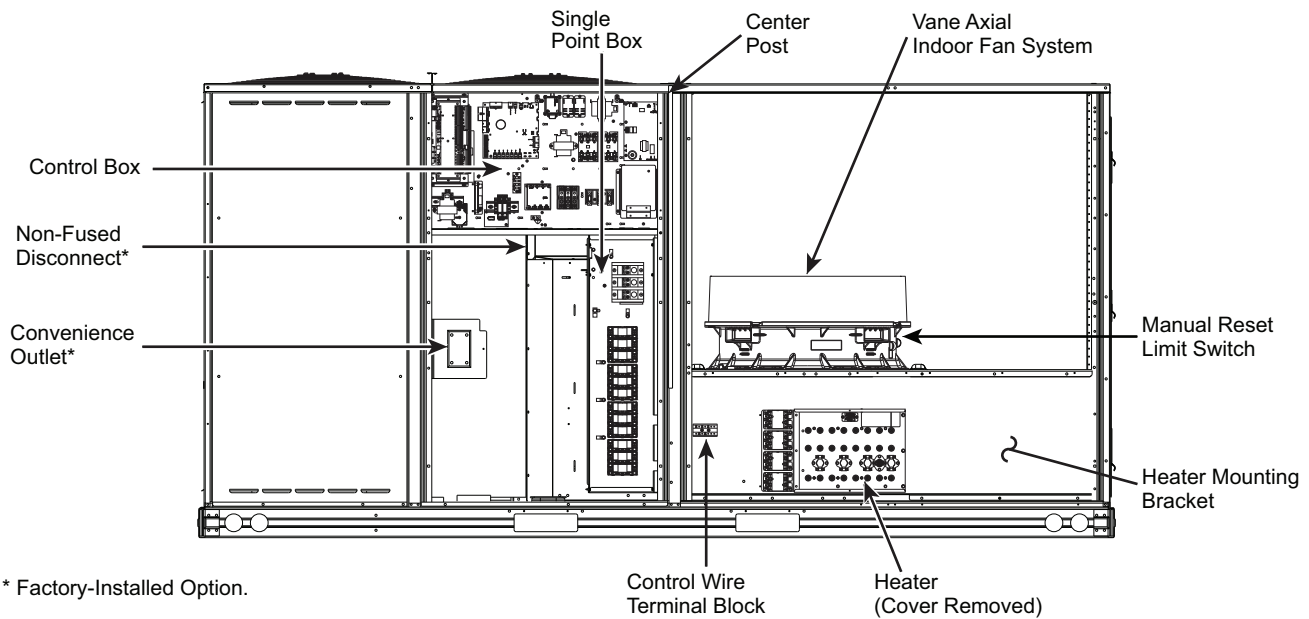 Single
Point Box
Center
Post
Vane Axial
Indoor Fan System
Control Box
Non-Fused
Disconnect*
Convenience
Outlet*
Manual Reset
Limit Switch
Heater Mounting
Bracket
Control Wire
Terminal Block
Heater
(Cover Removed)
* Factory-Installed Option.